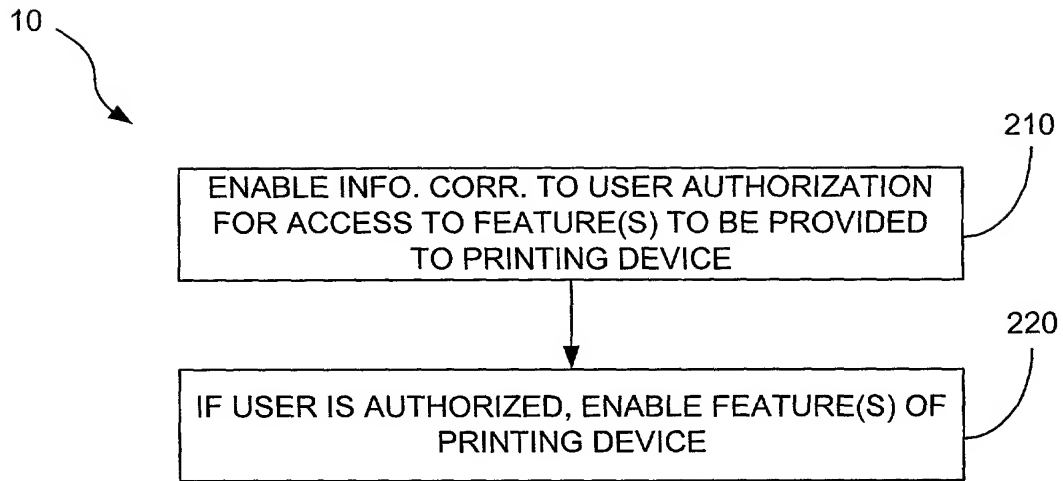 10
210
ENABLE INFO. CORR. TO USER AUTHORIZATION
FOR ACCESS TO FEATURE(S) TO BE PROVIDED
TO PRINTING DEVICE
220
IF USER IS AUTHORIZED, ENABLE FEATURE(S) OF
PRINTING DEVICE